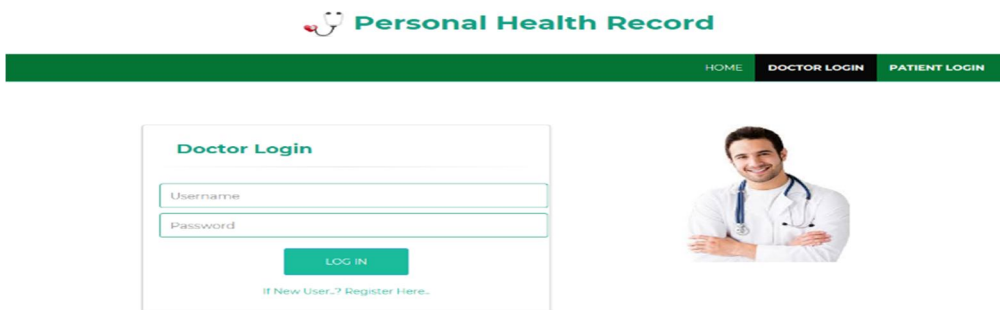 Personal Health Record
HOME DOCTOR LOGIN PATIENT LOGIN
Doctor Login
Username
Password
LOG IN
If New User..? Register Here..